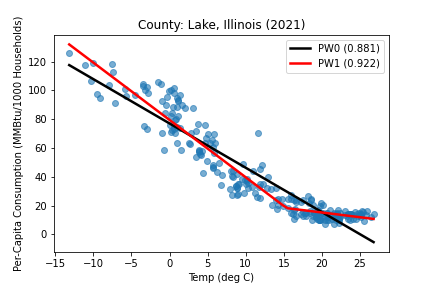 County: Lake, Illinois (2021)
PW0 (0.881)
PW1 (0.922)
Per-Capita Consumption (MMBtu/1000 Households)
120
100
80
60
40
20
0
−15 −10 −5 0 5 10 15 20 25
Temp (deg C)